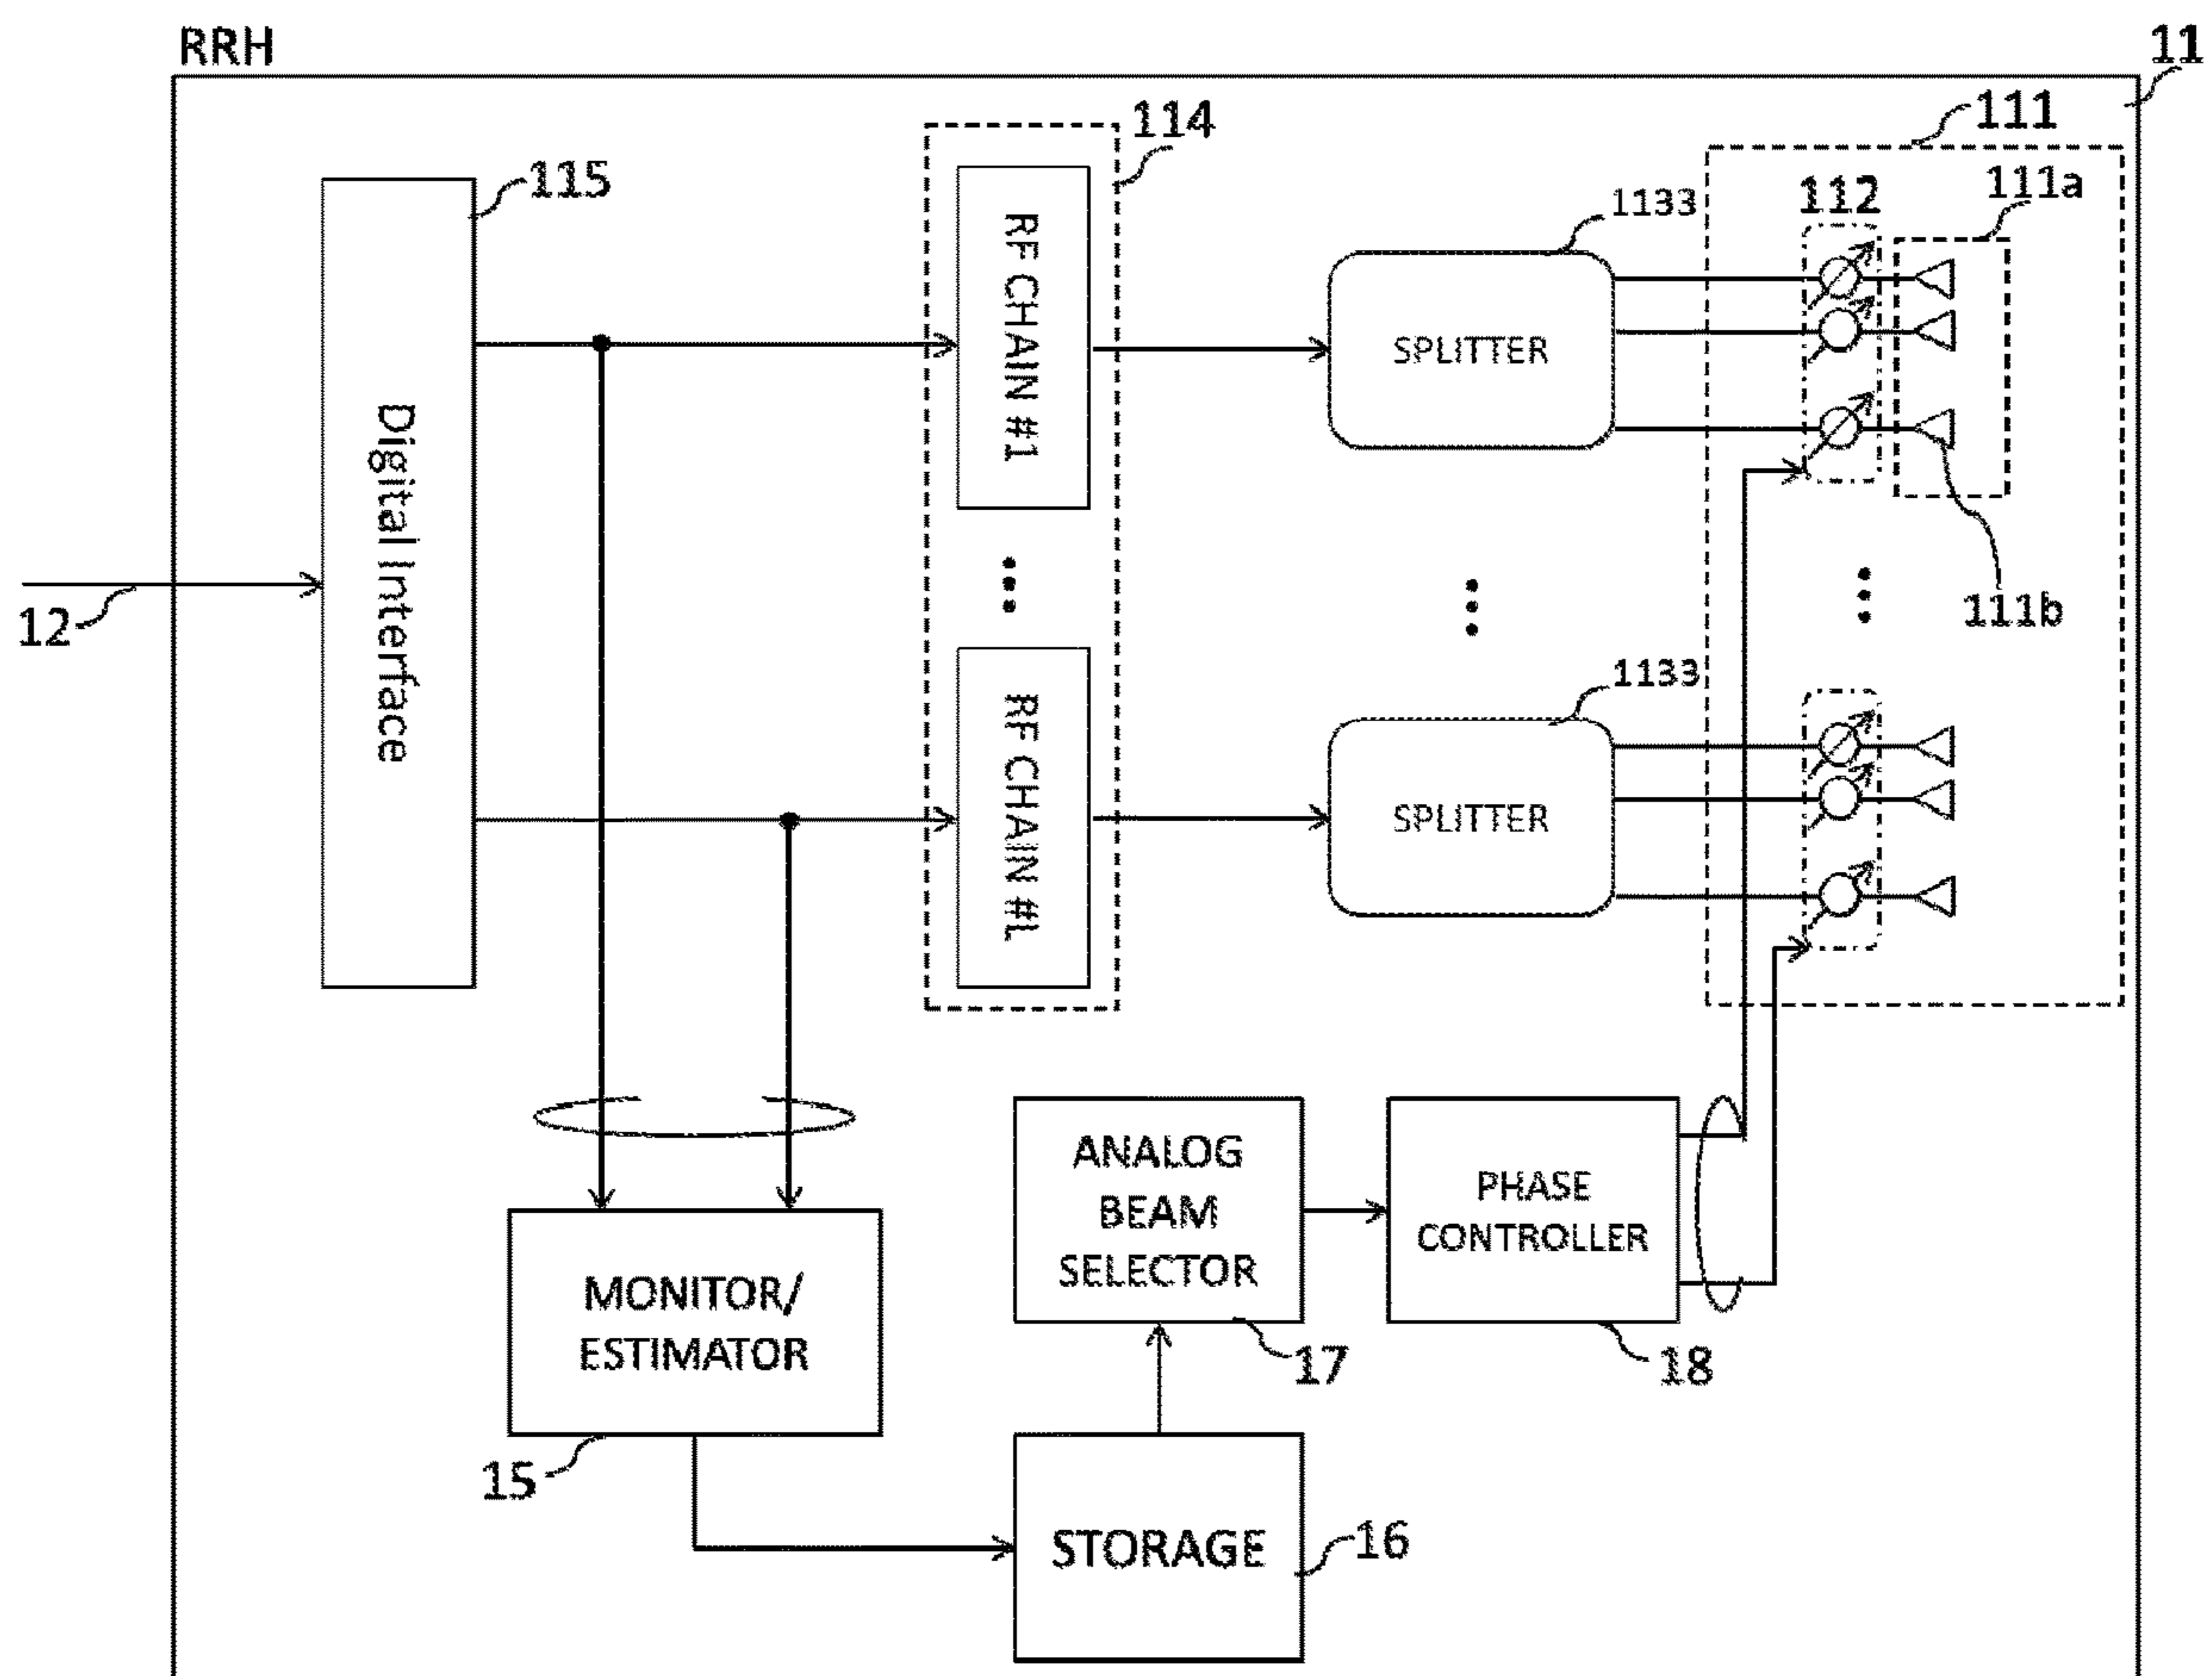 RRH
11
114
111
115
111a
112
1133
RF CHAIN #1
SPLITTER
Digital Interface
12
111b
1133
RF CHAIN #L
SPLITTER
ANALOG
BEAM
SELECTOR
PHASE
CONTROLLER
MONITOR/
ESTIMATOR
17
18
15
STORAGE
16